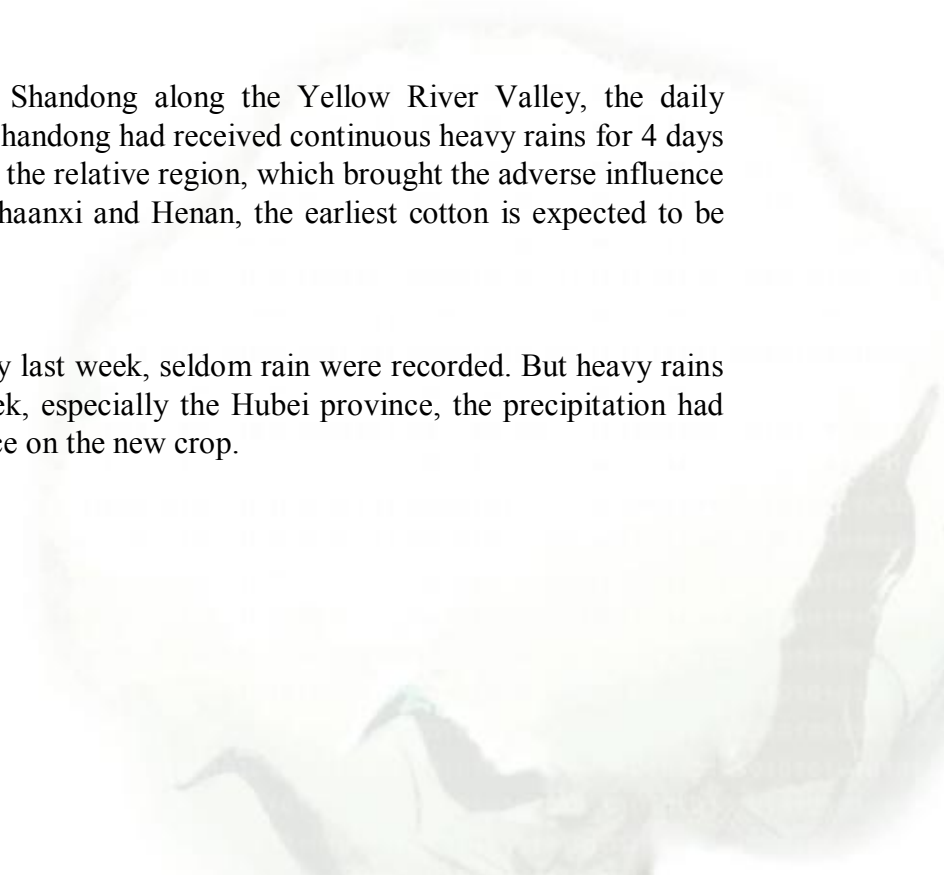 Shandong along the Yellow River Valley, the daily
handong had received continuous heavy rains for 4 days
the relative region, which brought the adverse influence
haanxi and Henan, the earliest cotton is expected to be
y last week, seldom rain were recorded. But heavy rains
ek, especially the Hubei province, the precipitation had
ce on the new crop.